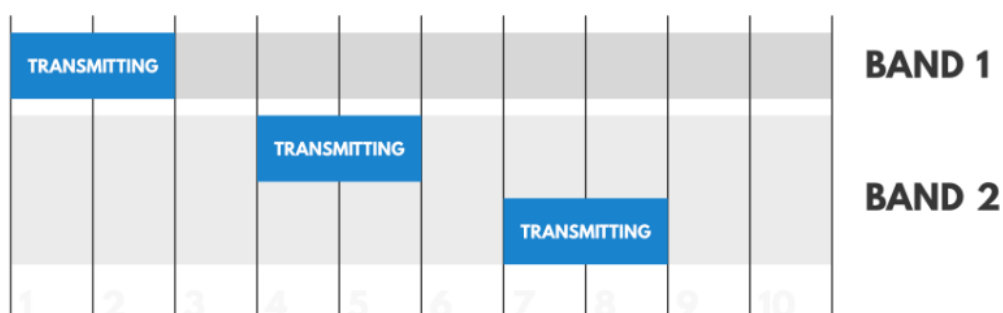 TRANSMITTING
BAND 1
TRANSMITTING
BAND 2
TRANSMITTING
1 2 3 4 5 6 7 8 9 10